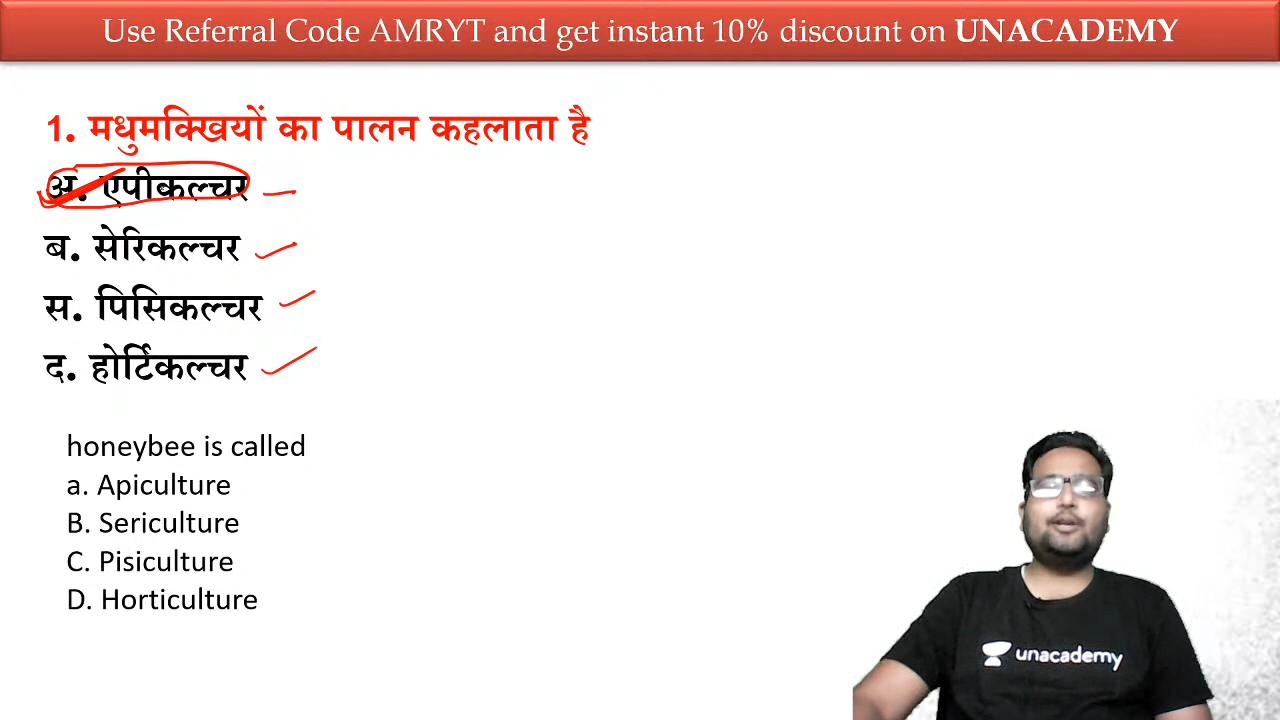 Use Referral Code AMRYT and get instant 10% discount on UNACADEMY
1. मधुमक्खियों का पालन कहलाता है
अ. एपीकल्चर
ब. सेरिकल्चर
स. पिसिकल्चर
द. होर्टिकल्चर
honeybee is called
a. Apiculture
B. Sericulture
C. Pisiculture
D. Horticulture
unacademy